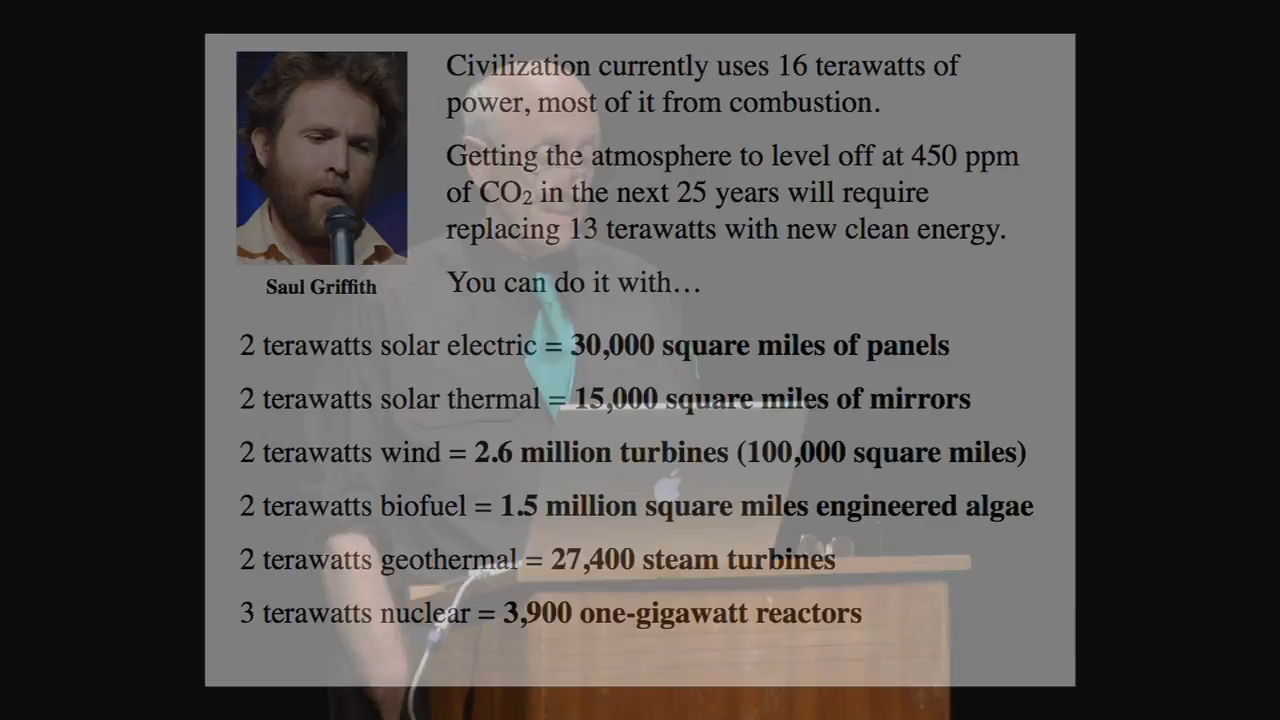 Civilization currently uses 16 terawatts of
power, most of it from combustion.
Getting the atmosphere to level off at 450 ppm
of CO₂ in the next 25 years will require
replacing 13 terawatts with new clean energy.
You can do it with…
Saul Griffith
2 terawatts solar electric = 30,000 square miles of panels
2 terawatts solar thermal = 15,000 square miles of mirrors
2 terawatts wind = 2.6 million turbines (100,000 square miles)
2 terawatts biofuel = 1.5 million square miles engineered algae
2 terawatts geothermal = 27,400 steam turbines
3 terawatts nuclear = 3,900 one-gigawatt reactors